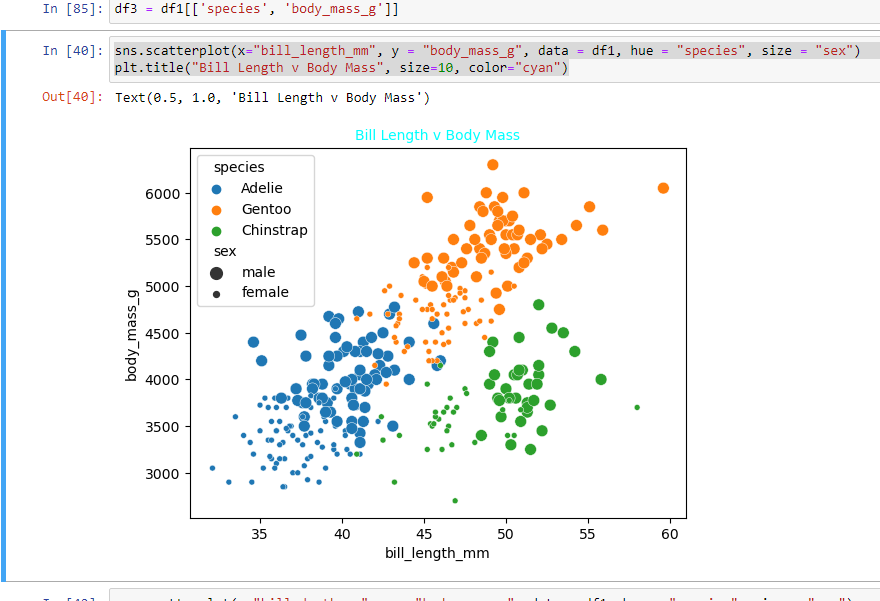 In [85]: df3 = df1[['species', 'body_mass_g']]
In [40]: sns.scatterplot(x="bill_length_mm", y = "body_mass_g", data = df1, hue = "species", size = "sex")
plt.title("Bill Length v Body Mass", size=10, color="cyan")
Out[40]: Text(0.5, 1.0, 'Bill Length v Body Mass')
Bill Length v Body Mass
species
Adelie
Gentoo
Chinstrap
sex
male
female
6000
5500
5000
4500
4000
3500
3000
body_mass_g
35 40 45 50 55 60
bill_length_mm